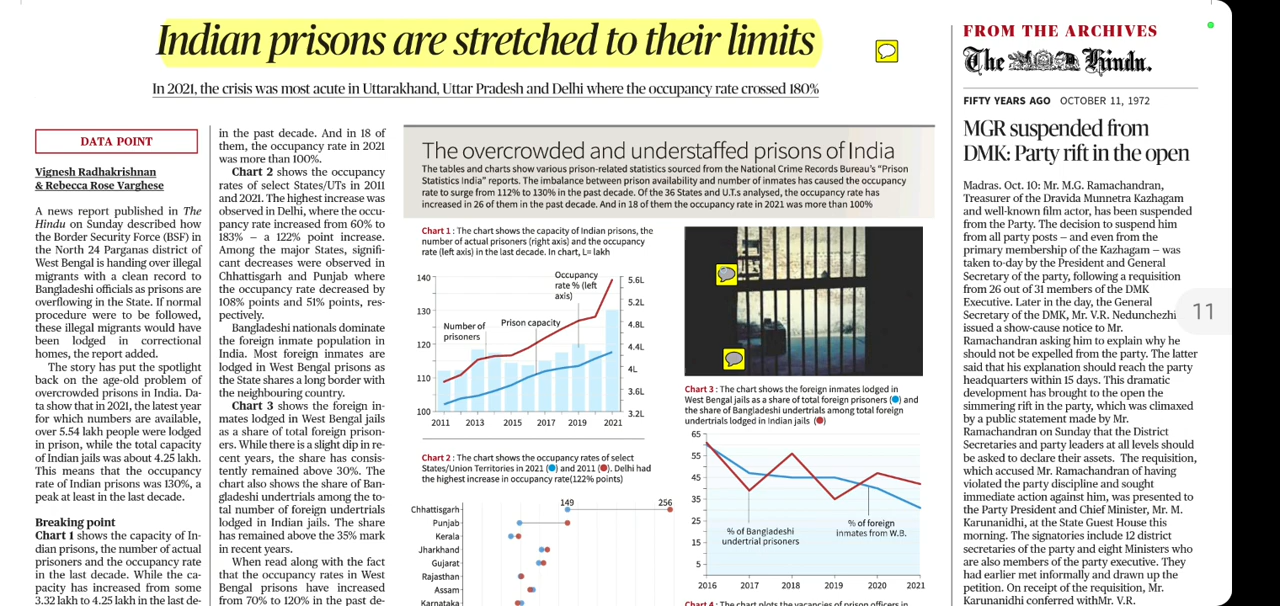 Indian prisons are stretched to their limits
In 2021, the crisis was most acute in Uttarakhand, Uttar Pradesh and Delhi where the occupancy rate crossed 180%
DATA POINT
Vignesh Radhakrishnan
& Rebecca Rose Varghese
A news report published in The
Hindu on Sunday described how
the Border Security Force (BSF) in
the North 24 Parganas district of
West Bengal is handing over illegal
migrants with a clean record to
Bangladeshi officials as prisons are
overflowing in the State. If normal
procedure were to be followed,
these illegal migrants would have
been lodged in correctional
homes, the report added.
The story has put the spotlight
back on the age-old problem of
overcrowded prisons in India. Da-
ta show that in 2021, the latest year
for which numbers are available,
over 5.54 lakh people were lodged
in prison, while the total capacity
of Indian jails was about 4.25 lakh.
This means that the occupancy
rate of Indian prisons was 130%, a
peak at least in the last decade.
Breaking point
Chart 1 shows the capacity of In-
dian prisons, the number of actual
prisoners and the occupancy rate
in the last decade. While the ca-
pacity has increased from some
3.32 lakh to 4.25 lakh in the last de-
in the past decade. And in 18 of
them, the occupancy rate in 2021
was more than 100%.
Chart 2 shows the occupancy
rates of select States/UTs in 2011
and 2021. The highest increase was
observed in Delhi, where the occu-
pancy rate increased from 60% to
183% – a 122% point increase.
Among the major States, signifi-
cant decreases were observed in
Chhattisgarh and Punjab where
the occupancy rate decreased by
108% points and 51% points, res-
pectively.
Bangladeshi nationals dominate
the foreign inmate population in
India. Most foreign inmates are
lodged in West Bengal prisons as
the State shares a long border with
the neighbouring country.
Chart 3 shows the foreign in-
mates lodged in West Bengal jails
as a share of total foreign prison-
ers. While there is a slight dip in re-
cent years, the share has consis-
tently remained above 30%. The
chart also shows the share of Ban-
gladeshi undertrials among the to-
tal number of foreign undertrials
lodged in Indian jails. The share
has remained above the 35% mark
in recent years.
When read along with the fact
that the occupancy rates in West
Bengal prisons have increased
from 70% to 120% in the past de-
The overcrowded and understaffed prisons of India
The tables and charts show various prison-related statistics sourced from the National Crime Records Bureau's "Prison
Statistics India" reports. The imbalance between prison availability and number of inmates has caused the occupancy
rate to surge from 112% to 130% in the past decade. Of the 36 States and U.T.s analysed, the occupancy rate has
increased in 26 of them in the past decade. And in 18 of them the occupancy rate in 2021 was more than 100%
Chart 1 : The chart shows the capacity of Indian prisons, the
number of actual prisoners (right axis) and the occupancy
rate (left axis) in the last decade. In chart, L= lakh
140
130
120
110
100
Occupancy
rate % (left
axis)
Number of
prisoners
Prison capacity
5.6L
5.2L
4.8L
4.4L
4L
3.6L
3.2L
2011 2013 2015 2017 2019 2021
Chart 2 : The chart shows the occupancy rates of select
States/Union Territories in 2021 ( ) and 2011 ( ). Delhi had
the highest increase in occupancy rate(122% points)
149 256
Chhattisgarh
Punjab
Kerala
Jharkhand
Gujarat
Rajasthan
Assam
Karnataka
Chart 3 : The chart shows the foreign inmates lodged in
West Bengal jails as a share of total foreign prisoners ( ) and
the share of Bangladeshi undertrials among total foreign
undertrials lodged in Indian jails ( )
65
55
45
35
25
15
5
% of Bangladeshi
undertrial prisoners
% of foreign
inmates from W.B.
2016 2017 2018 2019 2020 2021
Chart 4 : The chart plots the vacancies of prison officers in
FROM THE ARCHIVES
The Hindu.
FIFTY YEARS AGO OCTOBER 11, 1972
MGR suspended from
DMK: Party rift in the open
Madras. Oct. 10: Mr. M.G. Ramachandran,
Treasurer of the Dravida Munnetra Kazhagam
and well-known film actor, has been suspended
from the Party. The decision to suspend him
from all party posts – and even from the
primary membership of the Kazhagam – was
taken to-day by the President and General
Secretary of the party, following a requisition
from 26 out of 31 members of the DMK
Executive. Later in the day, the General
Secretary of the DMK, Mr. V.R. Nedunchezhi
issued a show-cause notice to Mr.
Ramachandran asking him to explain why he
should not be expelled from the party. The latter
said that his explanation should reach the party
headquarters within 15 days. This dramatic
development has brought to the open the
simmering rift in the party, which was climaxed
by a public statement made by Mr.
Ramachandran on Sunday that the District
Secretaries and party leaders at all levels should
be asked to declare their assets. The requisition,
which accused Mr. Ramachandran of having
violated the party discipline and sought
immediate action against him, was presented to
the Party President and Chief Minister, Mr. M.
Karunanidhi, at the State Guest House this
morning. The signatories include 12 district
secretaries of the party and eight Ministers who
are also members of the party executive. They
had earlier met informally and drawn up the
petition. On receipt of the requisition, Mr.
Karunanidhi conferred withMr. V.R.
11